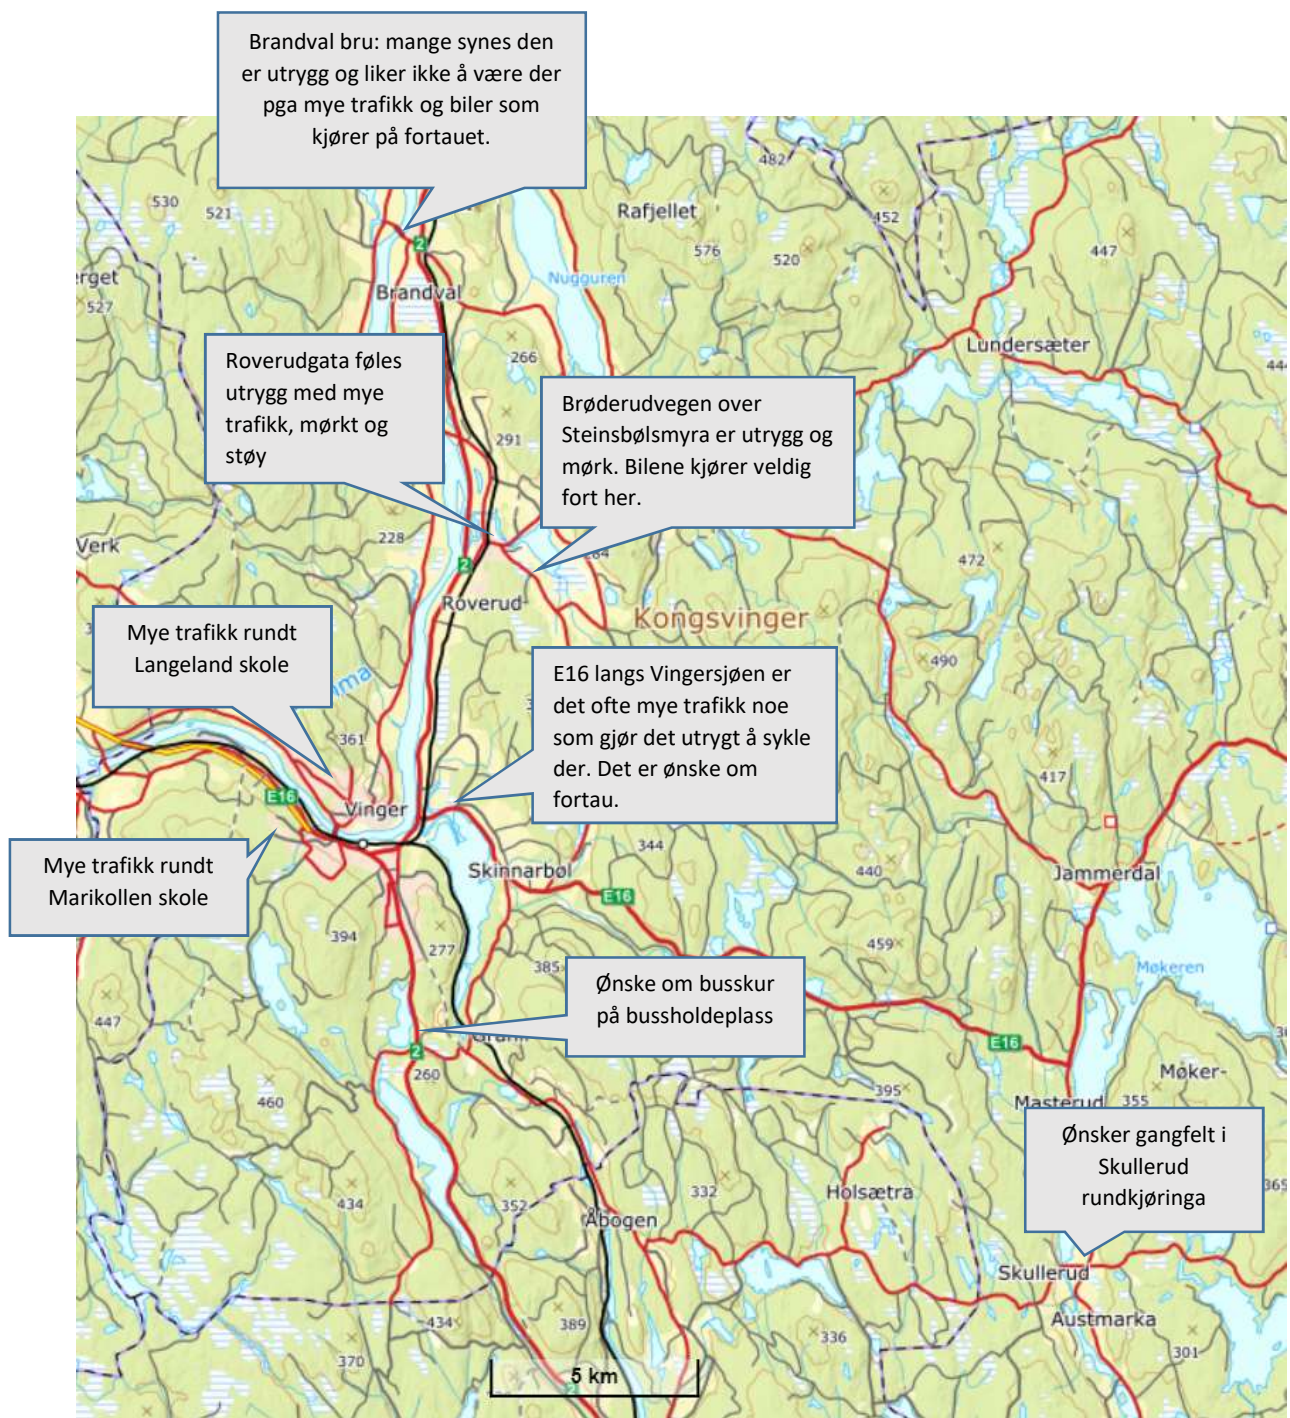 Brandval bru: mange synes den
er utrygg og liker ikke å være der
pga mye trafikk og biler som
kjører på fortauet.
530
521
Rafjellet
482
452
447
576
520
Nugguren
2
527
Brandval
Roverudgata føles
utrygg med mye
trafikk, mørkt og
støy
266
Lundersæter
444
Brøderudvegen over
Steinsbølsmyra er utrygg og
mørk. Bilene kjører veldig
fort her.
291
Verk
228
2
472
Roverud
Kongsvinger
Mye trafikk rundt
Langeland skole
E16 langs Vingersjøen er
det ofte mye trafikk noe
som gjør det utrygt å sykle
der. Det er ønske om
fortau.
490
361
417
E16
Vinger
Mye trafikk rundt
Marikollen skole
Skinnarbøl
344
440
Jammerdal
E16
394
277
459
385
Møkeren
Ønske om busskur
på bussholdeplass
447
2
E16
260
395
Møker-
460
Masterud
355
Ønsker gangfelt i
Skullerud
rundkjøringa
365
434
352
332
Holsætra
Åbogen
Skullerud
Austmarka
434
389
336
301
370
5 km
2